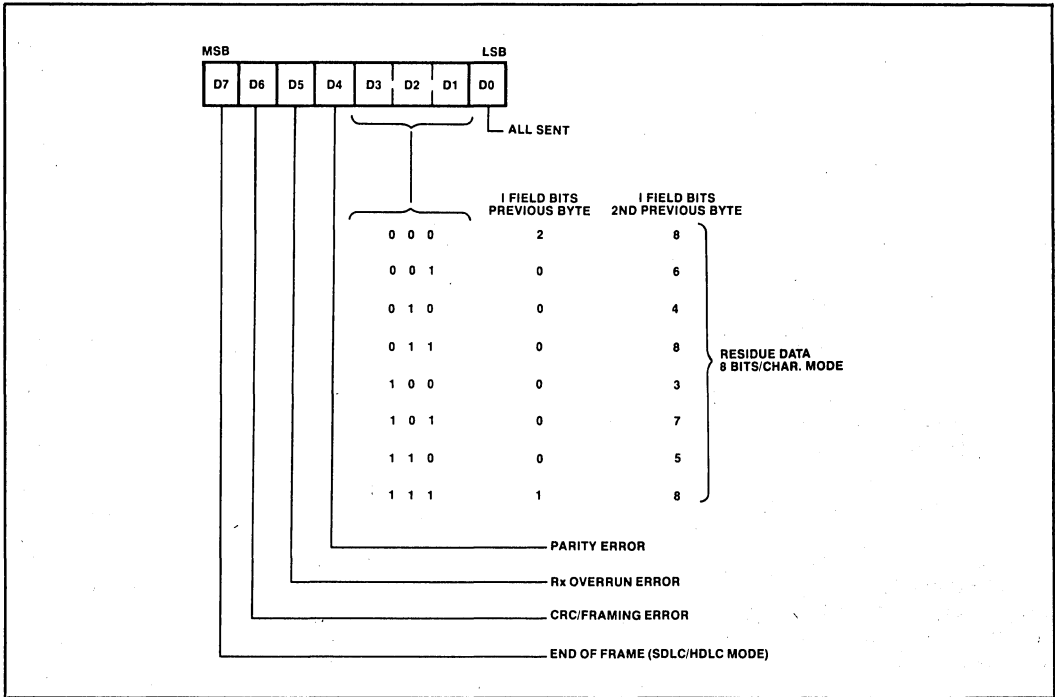 MSB LSB
D7 D6 D5 D4 D3 D2 D1 D0
ALL SENT
I FIELD BITS I FIELD BITS
PREVIOUS BYTE 2ND PREVIOUS BYTE
0 0 0 2 8
0 0 1 0 6
0 1 0 0 4
0 1 1 0 8
RESIDUE DATA
8 BITS/CHAR. MODE
1 0 0 0 3
1 0 1 0 7
1 1 0 0 5
1 1 1 1 8
PARITY ERROR
Rx OVERRUN ERROR
CRC/FRAMING ERROR
END OF FRAME (SDLC/HDLC MODE)